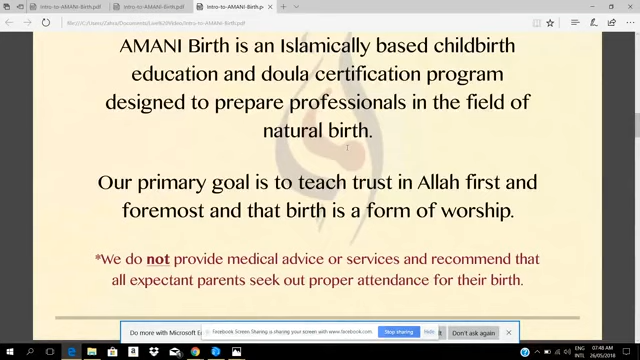 Intro-to-AMANI-Birth.pdf
Intro-to-AMANI-Birth.pdf
Intro-to-AMANI-Birth.p
AMANI Birth is an Islamically based childbirth
education and doula certification program
designed to prepare professionals in the field of
natural birth.
Our primary goal is to teach trust in Allah first and
foremost and that birth is a form of worship.
*We do not provide medical advice or services and recommend that
all expectant parents seek out proper attendance for their birth.
Do more with Microsoft E
Facebook Screen Sharing is sharing your screen with www.facebook.com.
Stop sharing
Hide
Don't ask again
ENG
INTL
07:48 AM
26/05/2018